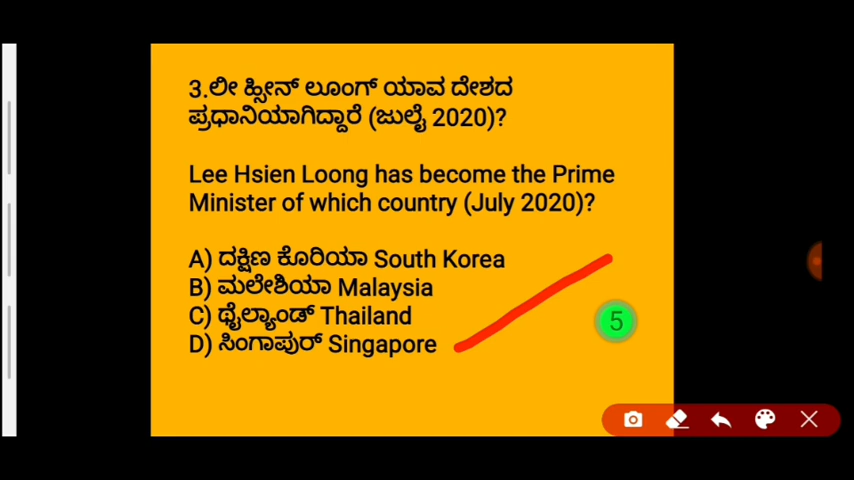 3.ಲೀ ಹ್ಸೀನ್ ಲೂಂಗ್ ಯಾವ ದೇಶದ
ಪ್ರಧಾನಿಯಾಗಿದ್ದಾರೆ (ಜುಲೈ 2020)?
Lee Hsien Loong has become the Prime
Minister of which country (July 2020)?
A) ದಕ್ಷಿಣ ಕೊರಿಯಾ South Korea
B) ಮಲೇಶಿಯಾ Malaysia
C) ಥೈಲ್ಯಾಂಡ್ Thailand
D) ಸಿಂಗಾಪುರ್ Singapore
5